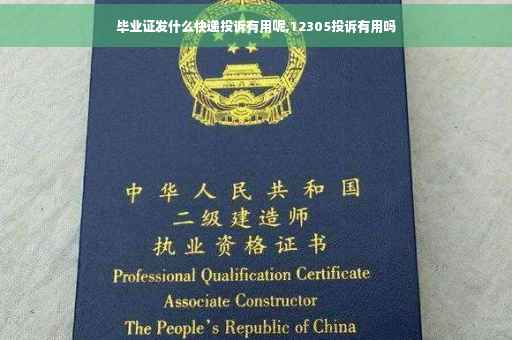 毕业证发什么快递投诉有用呢,12305投诉有用吗
中华人民共和国
二级建造师
执业资格证书
Professional Qualification Certificate
Associate Constructor
The People's Republic of China